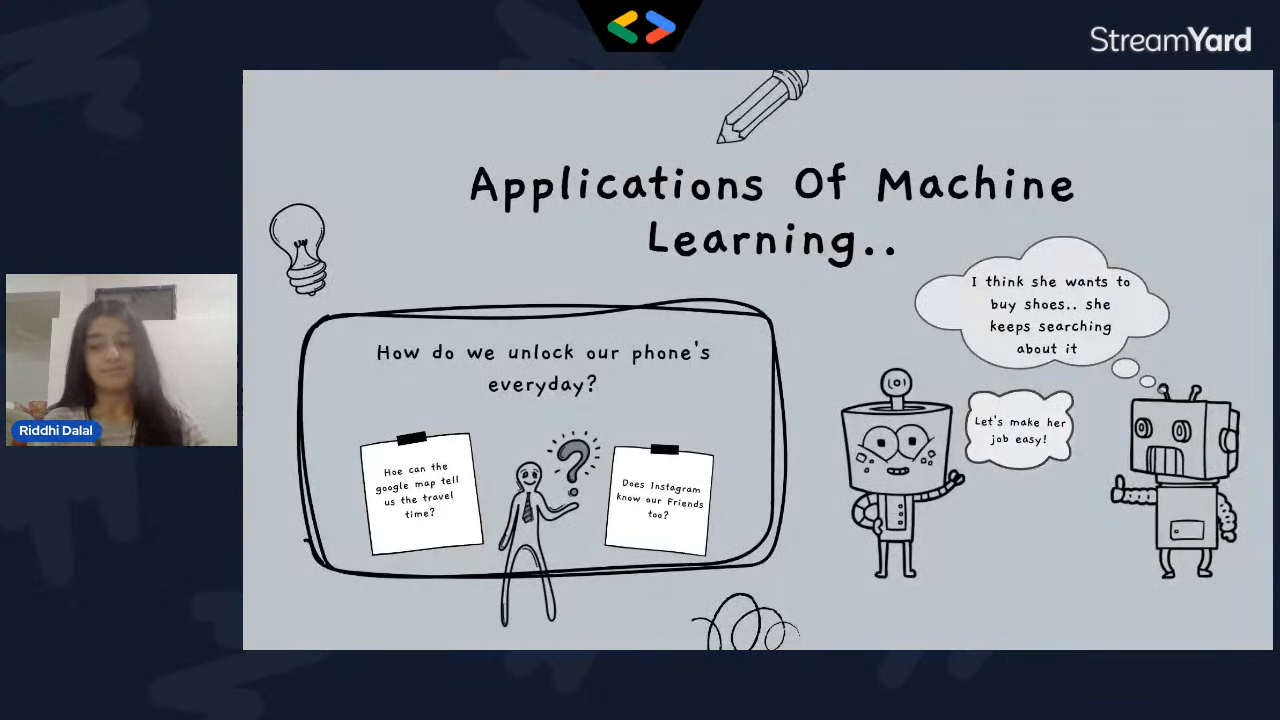 StreamYard
Applications Of Machine
Learning..
I think she wants to
buy shoes.. she
keeps searching
about it
How do we unlock our phone's
everyday?
Let's make her
job easy!
Hoe can the
google map tell
us the travel
time?
Does Instagram
know our Friends
too?
Riddhi Dalal